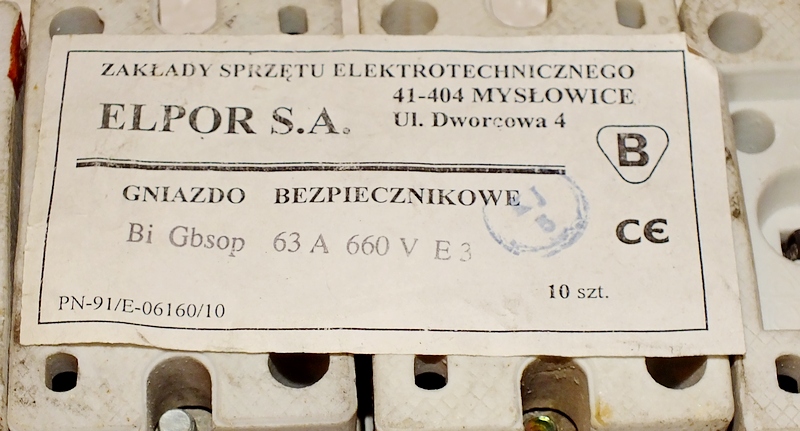 ZAKŁADY SPRZĘTU ELEKTROTECHNICZNEGO
ELPOR S.A.
41-404 MYSŁOWICE
Ul. Dworcowa 4
B
GNIAZDO BEZPIECZNIKOWE
Bi Gbsop 63 A 660 V E 3
CE
10 szt.
PN-91/E-06160/10